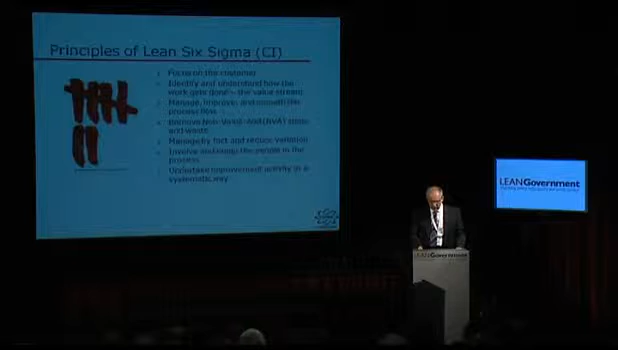 Principles of Lean Six Sigma (CI)
Focus on the customer
Identify and understand how the
work gets done - the value stream
Manage, improve, and smooth the
process flow
Remove Non-Value-Add(NVA) steps
and waste
Manage by fact and reduce variation
Involve and equip the people in the
process
Undertake improvement activity in a
systematic way
LEANGovernment
LEANGovernment